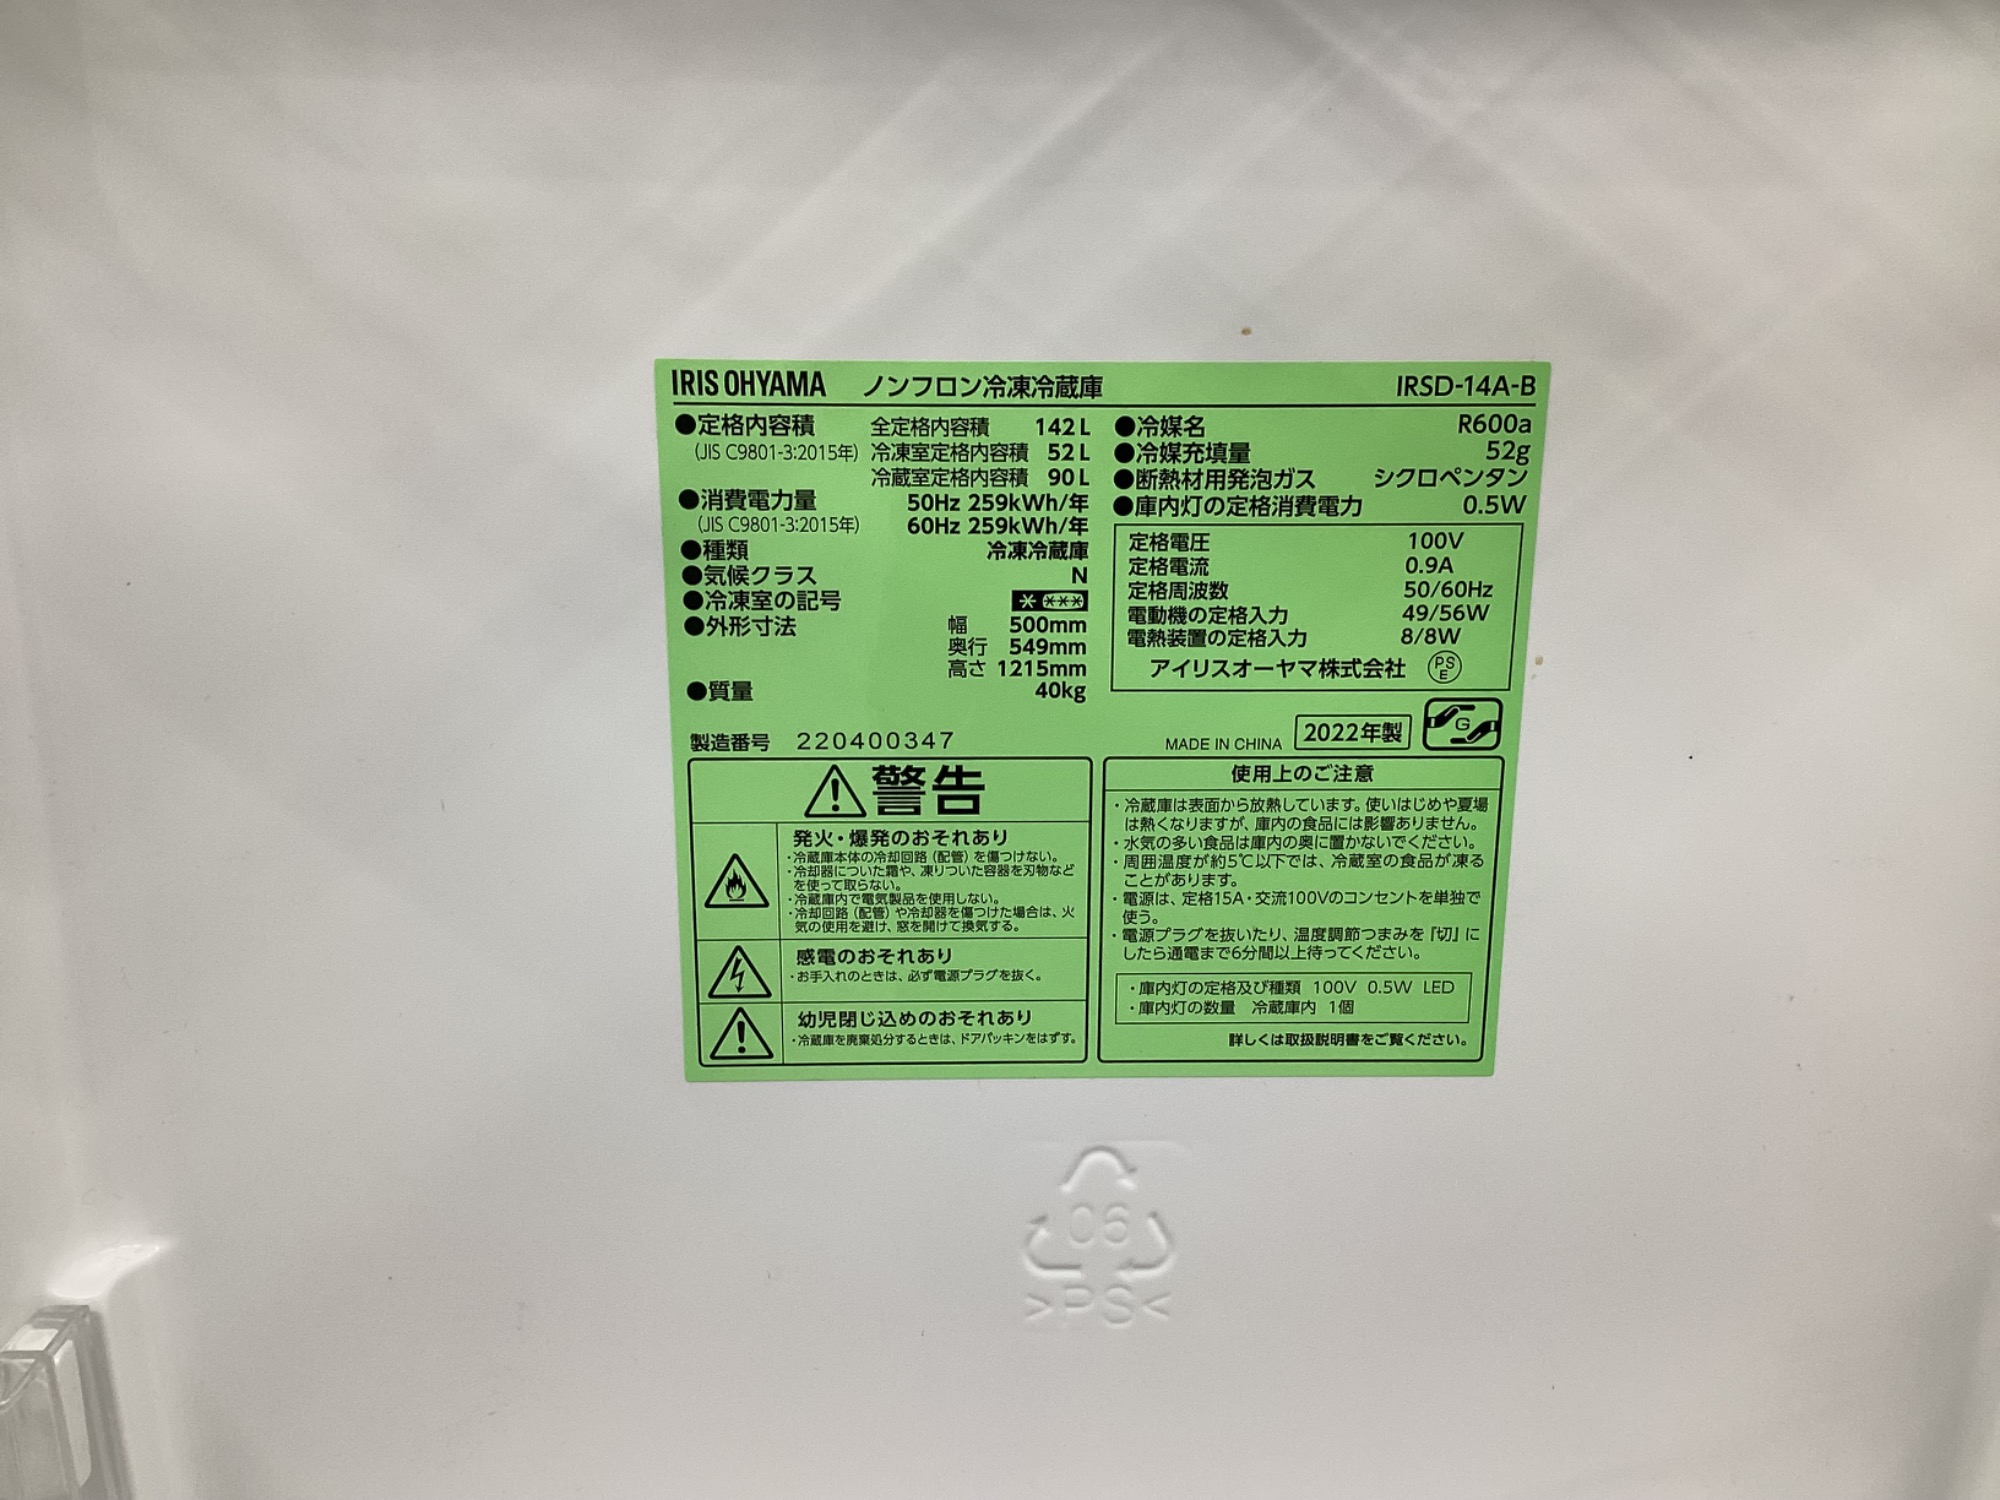 IRIS OHYAMA ノンフロン冷凍冷蔵庫 IRSD-14A-B
●定格内容積 全定格内容積 142L
(JIS C9801-3:2015年) 冷凍室定格内容積 52L
冷蔵室定格内容積 90L
●消費電力量 50Hz 259kWh/年
(JIS C9801-3:2015年) 60Hz 259kWh/年
●種類 冷凍冷蔵庫
●気候クラス N
●冷凍室の記号 * ***
●外形寸法 幅 500mm
奥行 549mm
高さ 1215mm
●質量 40kg
製造番号 220400347
●冷媒名 R600a
●冷媒充填量 52g
●断熱材用発泡ガス シクロペンタン
●庫内灯の定格消費電力 0.5W
定格電圧 100V
定格電流 0.9A
定格周波数 50/60Hz
電動機の定格入力 49/56W
電熱装置の定格入力 8/8W
アイリスオーヤマ株式会社 PSE
MADE IN CHINA 2022年製 G
警告
発火・爆発のおそれあり
・冷蔵庫本体の冷却回路（配管）を傷つけない。
・冷却器についた霜や、凍りついた容器を刃物など
を使って取らない。
・冷蔵庫内で電気製品を使用しない。
・冷却回路（配管）や冷却器を傷つけた場合は、火
気の使用を避け、窓を開けて換気する。
感電のおそれあり
・お手入れのときは、必ず電源プラグを抜く。
幼児閉じ込めのおそれあり
・冷蔵庫を廃棄処分するときは、ドアパッキンをはずす。
使用上のご注意
・冷蔵庫は表面から放熱しています。使いはじめや夏場
は熱くなりますが、庫内の食品には影響ありません。
・水気の多い食品は庫内の奥に置かないでください。
・周囲温度が約5℃以下では、冷蔵室の食品が凍る
ことがあります。
・電源は、定格15A・交流100Vのコンセントを単独で
使う。
・電源プラグを抜いたり、温度調節つまみを『切』に
したら通電まで6分間以上待ってください。
・庫内灯の定格及び種類 100V 0.5W LED
・庫内灯の数量 冷蔵庫内 1個
詳しくは取扱説明書をご覧ください。
06
>PS<